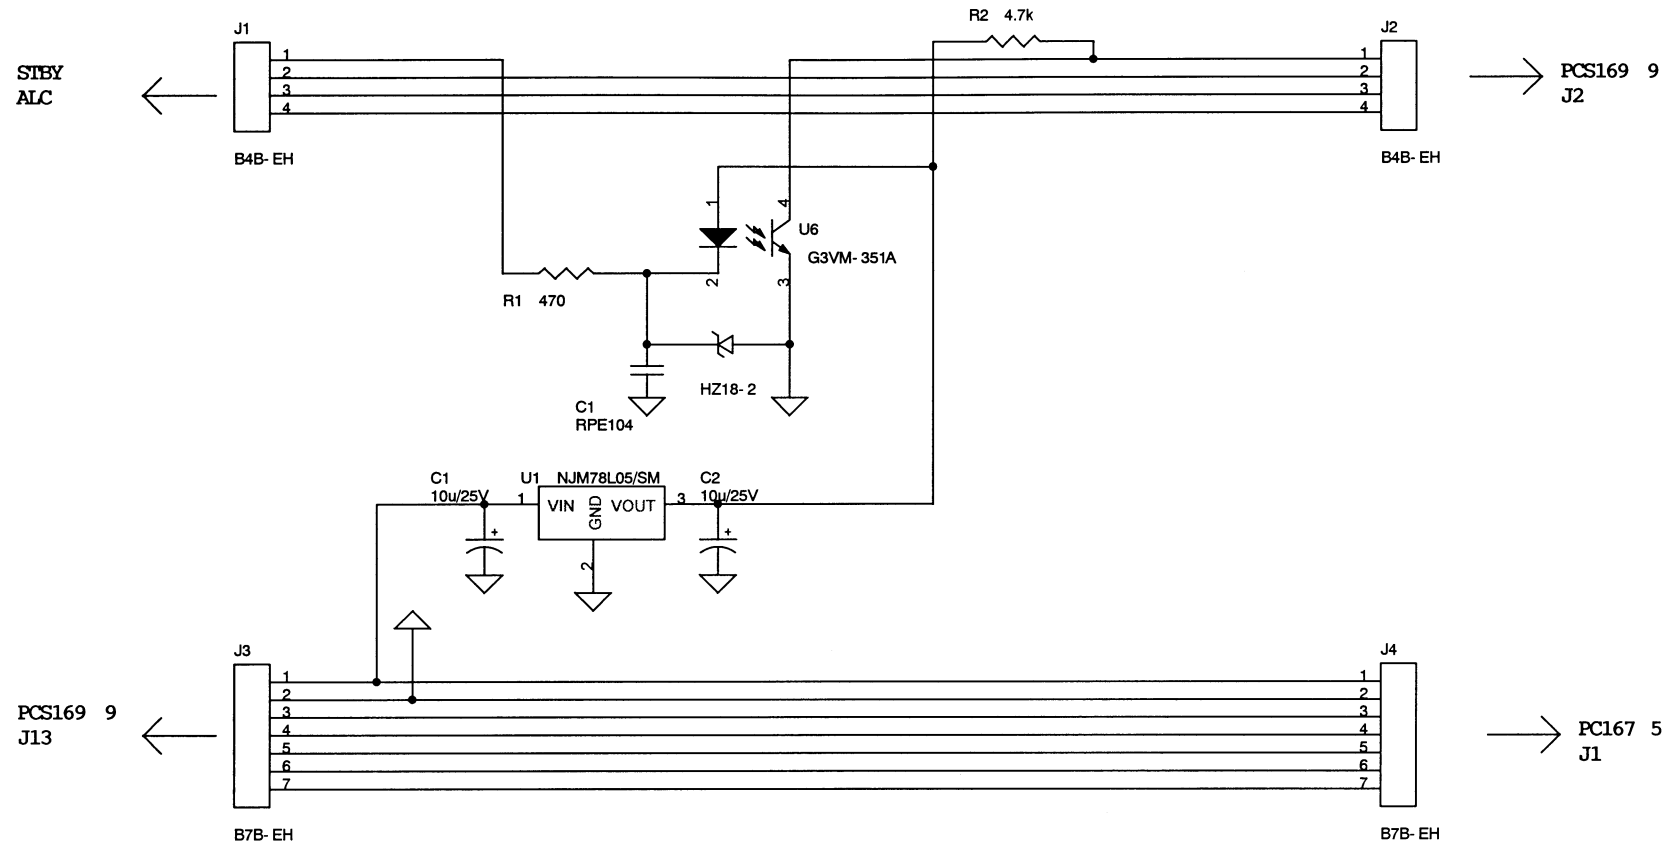 R2 4.7k
J1
J2
STBY
ALC
1
2
3
4
1
2
3
4
PCS169 9
J2
B4B- EH
B4B- EH
1
4
U6
G3VM- 351A
2
3
R1 470
HZ18- 2
C1
RPE104
C1
10u/25V
1
U1 NJM78L05/SM
VIN GND VOUT
2
3
C2
10u/25V
+
+
J3
J4
1
2
3
4
5
6
7
1
2
3
4
5
6
7
PCS169 9
J13
PC167 5
J1
B7B- EH
B7B- EH